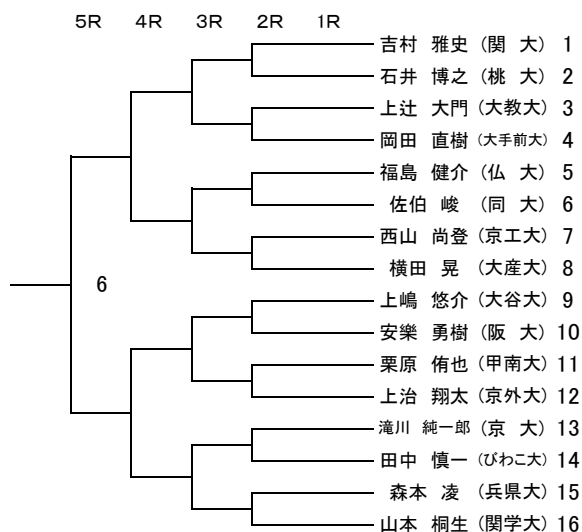 5R 4R 3R 2R 1R
吉村 雅史 (関 大) 1
石井 博之 (桃 大) 2
上辻 大門 (大教大) 3
岡田 直樹 (大手前大) 4
福島 健介 (仏 大) 5
佐伯 峻 (同 大) 6
西山 尚登 (京工大) 7
横田 晃 (大産大) 8
6
上嶋 悠介 (大谷大) 9
安樂 勇樹 (阪 大) 10
栗原 侑也 (甲南大) 11
上治 翔太 (京外大) 12
滝川 純一郎 (京 大) 13
田中 慎一 (びわこ大) 14
森本 凌 (兵県大) 15
山本 桐生 (関学大) 16